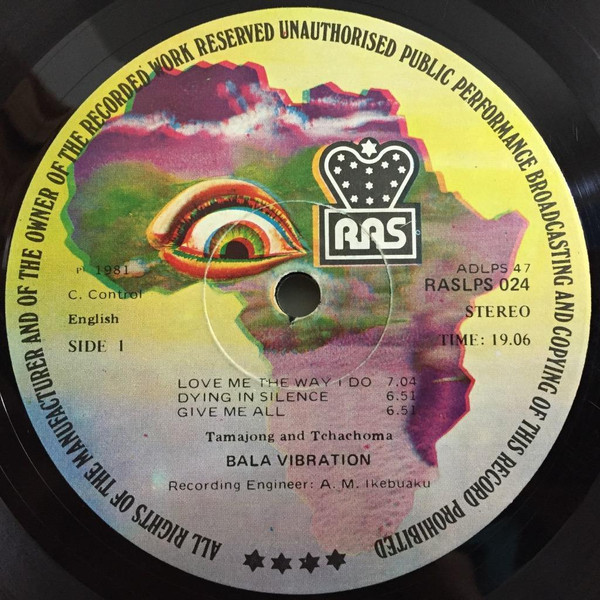 ALL RIGHTS OF THE MANUFACTURER AND OF THE OWNER OF THE RECORDED WORK RESERVED UNAUTHORISED PUBLIC PERFORMANCE BROADCASTING AND COPYING OF THIS RECORD PROHIBITED
RAS
P 1981
C. Control
English
SIDE 1
ADLPS 47
RASLPS 024
STEREO
TIME: 19.06
LOVE ME THE WAY I DO 7.04
DYING IN SILENCE 6.51
GIVE ME ALL 6.51
Tamajong and Tchachoma
BALA VIBRATION
Recording Engineer: A. M. Ikebuaku